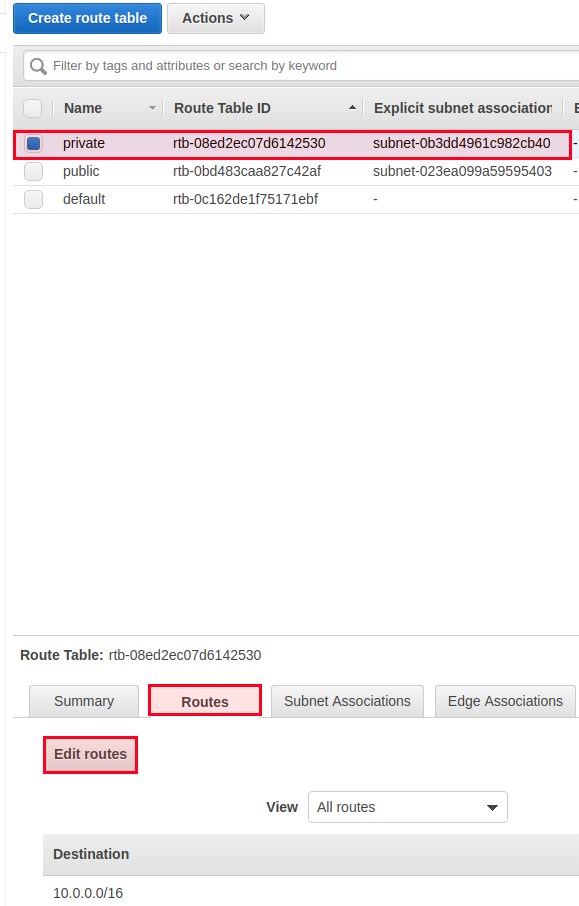 Create route table Actions
Filter by tags and attributes or search by keyword
Name Route Table ID Explicit subnet association
private rtb-08ed2ec07d6142530 subnet-0b3dd4961c982cb40 -
public rtb-0bd483caa827c42af subnet-023ea099a59595403 -
default rtb-0c162de1f75171ebf - -
Route Table: rtb-08ed2ec07d6142530
Summary Routes Subnet Associations Edge Associations
Edit routes
View All routes
Destination
10.0.0.0/16